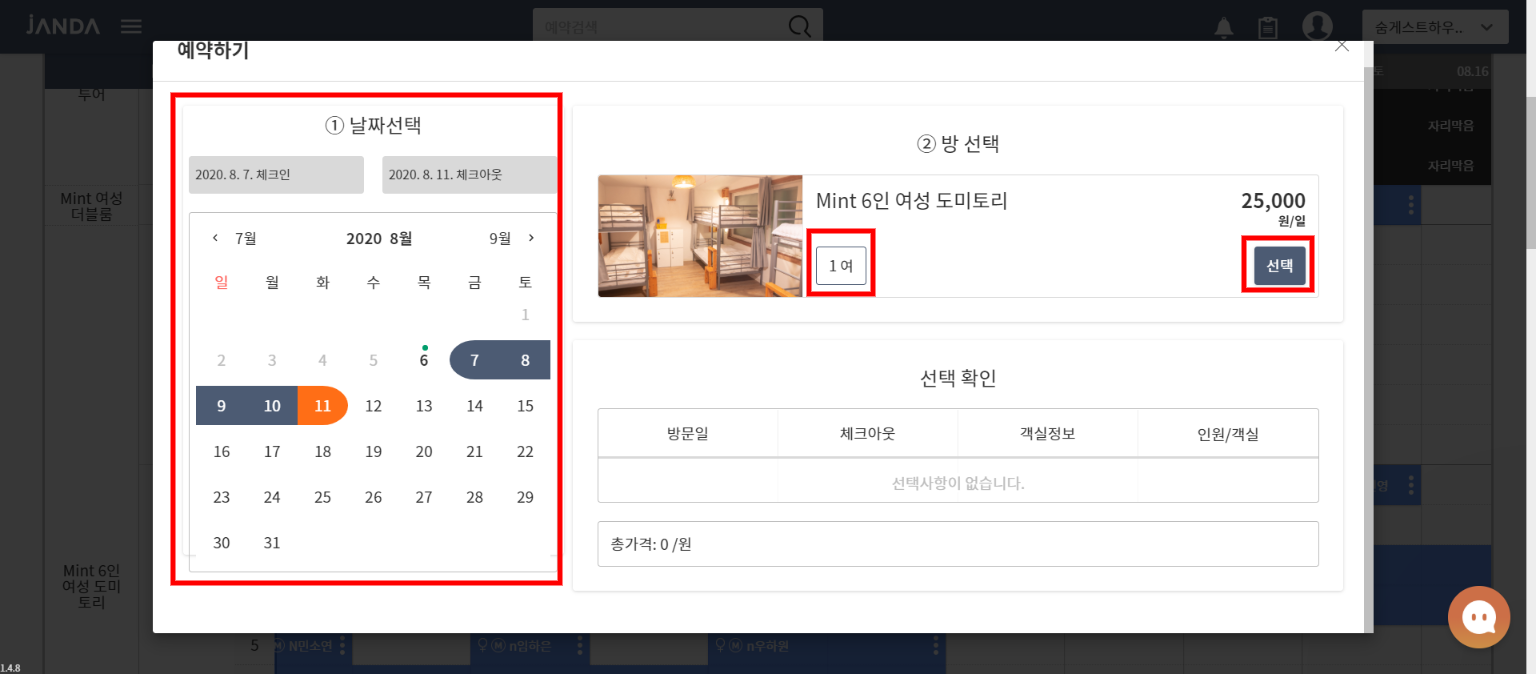 JANDA
예약검색
숨게스트하우..
예약하기
토
08.16
투어
자리막음
자리막음
Mint 여성
더블룸
Mint 6인
여성 도미
토리
① 날짜선택
2020. 8. 7. 체크인
2020. 8. 11. 체크아웃
7월
2020 8월
9월
일 월 화 수 목 금 토
1
2 3 4 5 6 7 8
9 10 11 12 13 14 15
16 17 18 19 20 21 22
23 24 25 26 27 28 29
30 31
② 방 선택
Mint 6인 여성 도미토리
25,000
원/일
1 여
선택
선택 확인
방문일 체크아웃 객실정보 인원/객실
선택사항이 없습니다.
총가격: 0 /원
5
N민소연
n임하은
n우하원
1.4.8